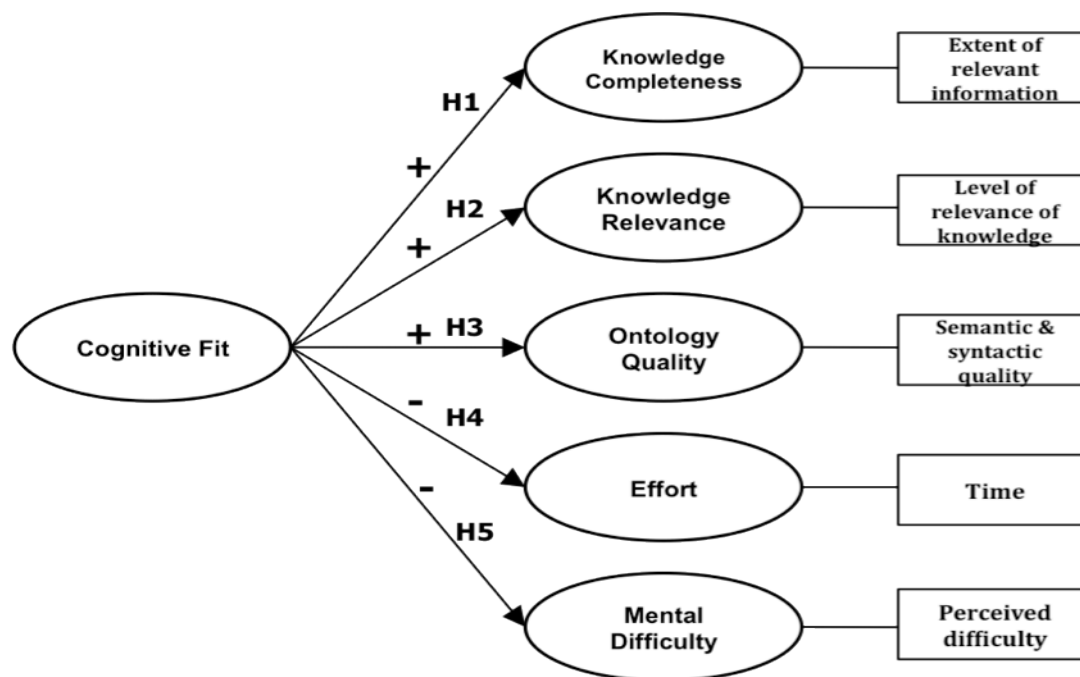 Knowledge
Completeness
Extent of
relevant
information
H1
+
Knowledge
Relevance
Level of
relevance of
knowledge
H2
+
Cognitive Fit
+
H3
Ontology
Quality
Semantic &
syntactic
quality
-
H4
Effort
Time
-
H5
Mental
Difficulty
Perceived
difficulty